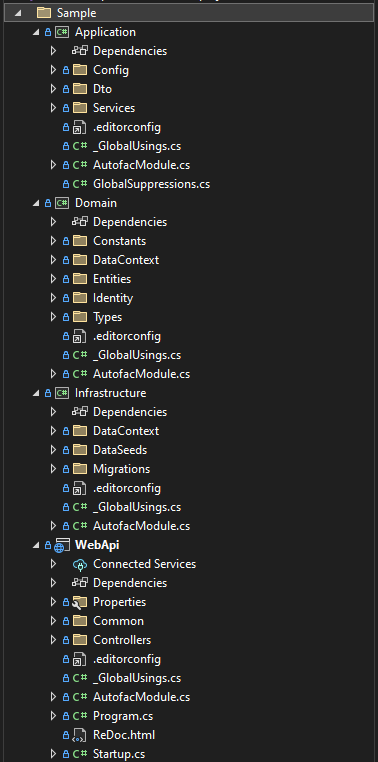 Sample
C# Application
Dependencies
Config
Dto
Services
.editorconfig
C# _GlobalUsings.cs
C# AutofacModule.cs
C# GlobalSuppressions.cs
C# Domain
Dependencies
Constants
DataContext
Entities
Identity
Types
.editorconfig
C# _GlobalUsings.cs
C# AutofacModule.cs
C# Infrastructure
Dependencies
DataContext
DataSeeds
Migrations
.editorconfig
C# _GlobalUsings.cs
C# AutofacModule.cs
WebApi
Connected Services
Dependencies
Properties
Common
Controllers
.editorconfig
C# _GlobalUsings.cs
C# AutofacModule.cs
C# Program.cs
ReDoc.html
C# Startup.cs